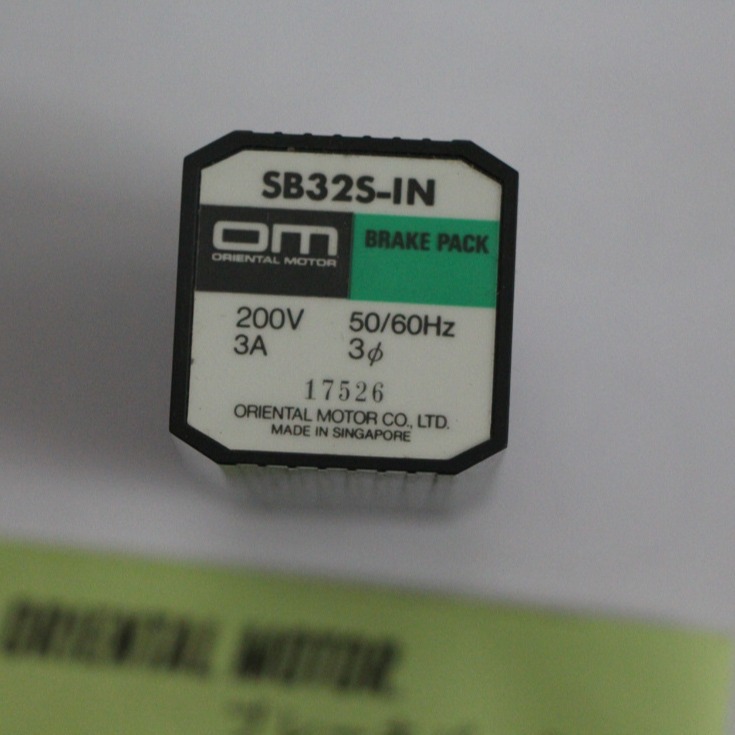 SB32S-IN
OM
ORIENTAL MOTOR
BRAKE PACK
200V 50/60Hz
3A 3ϕ
17526
ORIENTAL MOTOR CO., LTD.
MADE IN SINGAPORE
ORIENTAL MOTOR